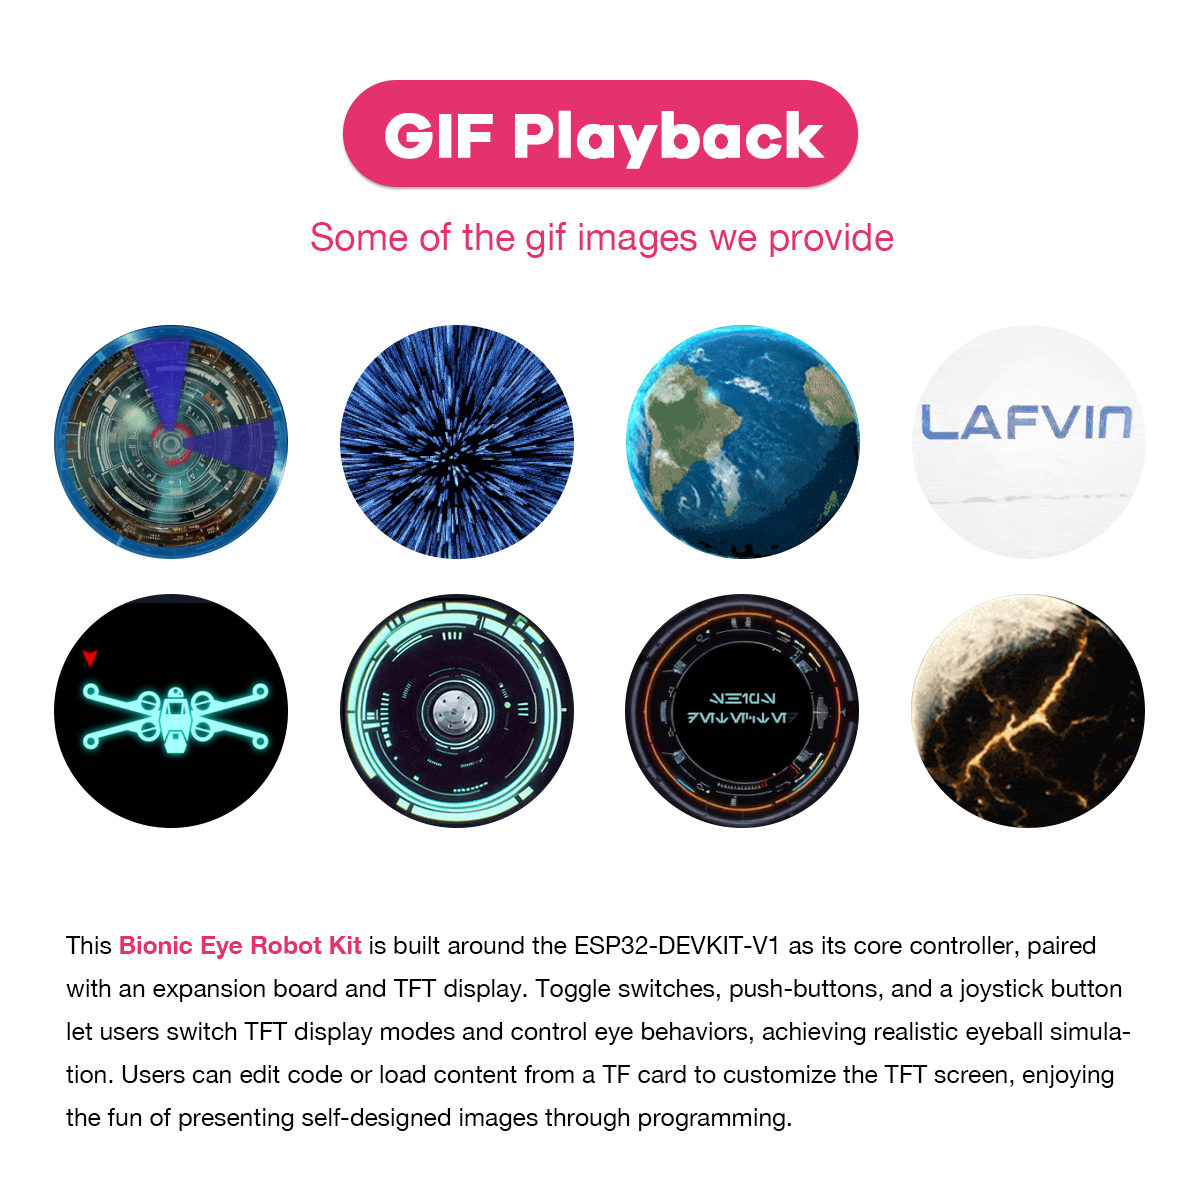 GIF Playback
Some of the gif images we provide
LAFVIN
This Bionic Eye Robot Kit is built around the ESP32-DEVKIT-V1 as its core controller, paired
with an expansion board and TFT display. Toggle switches, push-buttons, and a joystick button
let users switch TFT display modes and control eye behaviors, achieving realistic eyeball simula-
tion. Users can edit code or load content from a TF card to customize the TFT screen, enjoying
the fun of presenting self-designed images through programming.